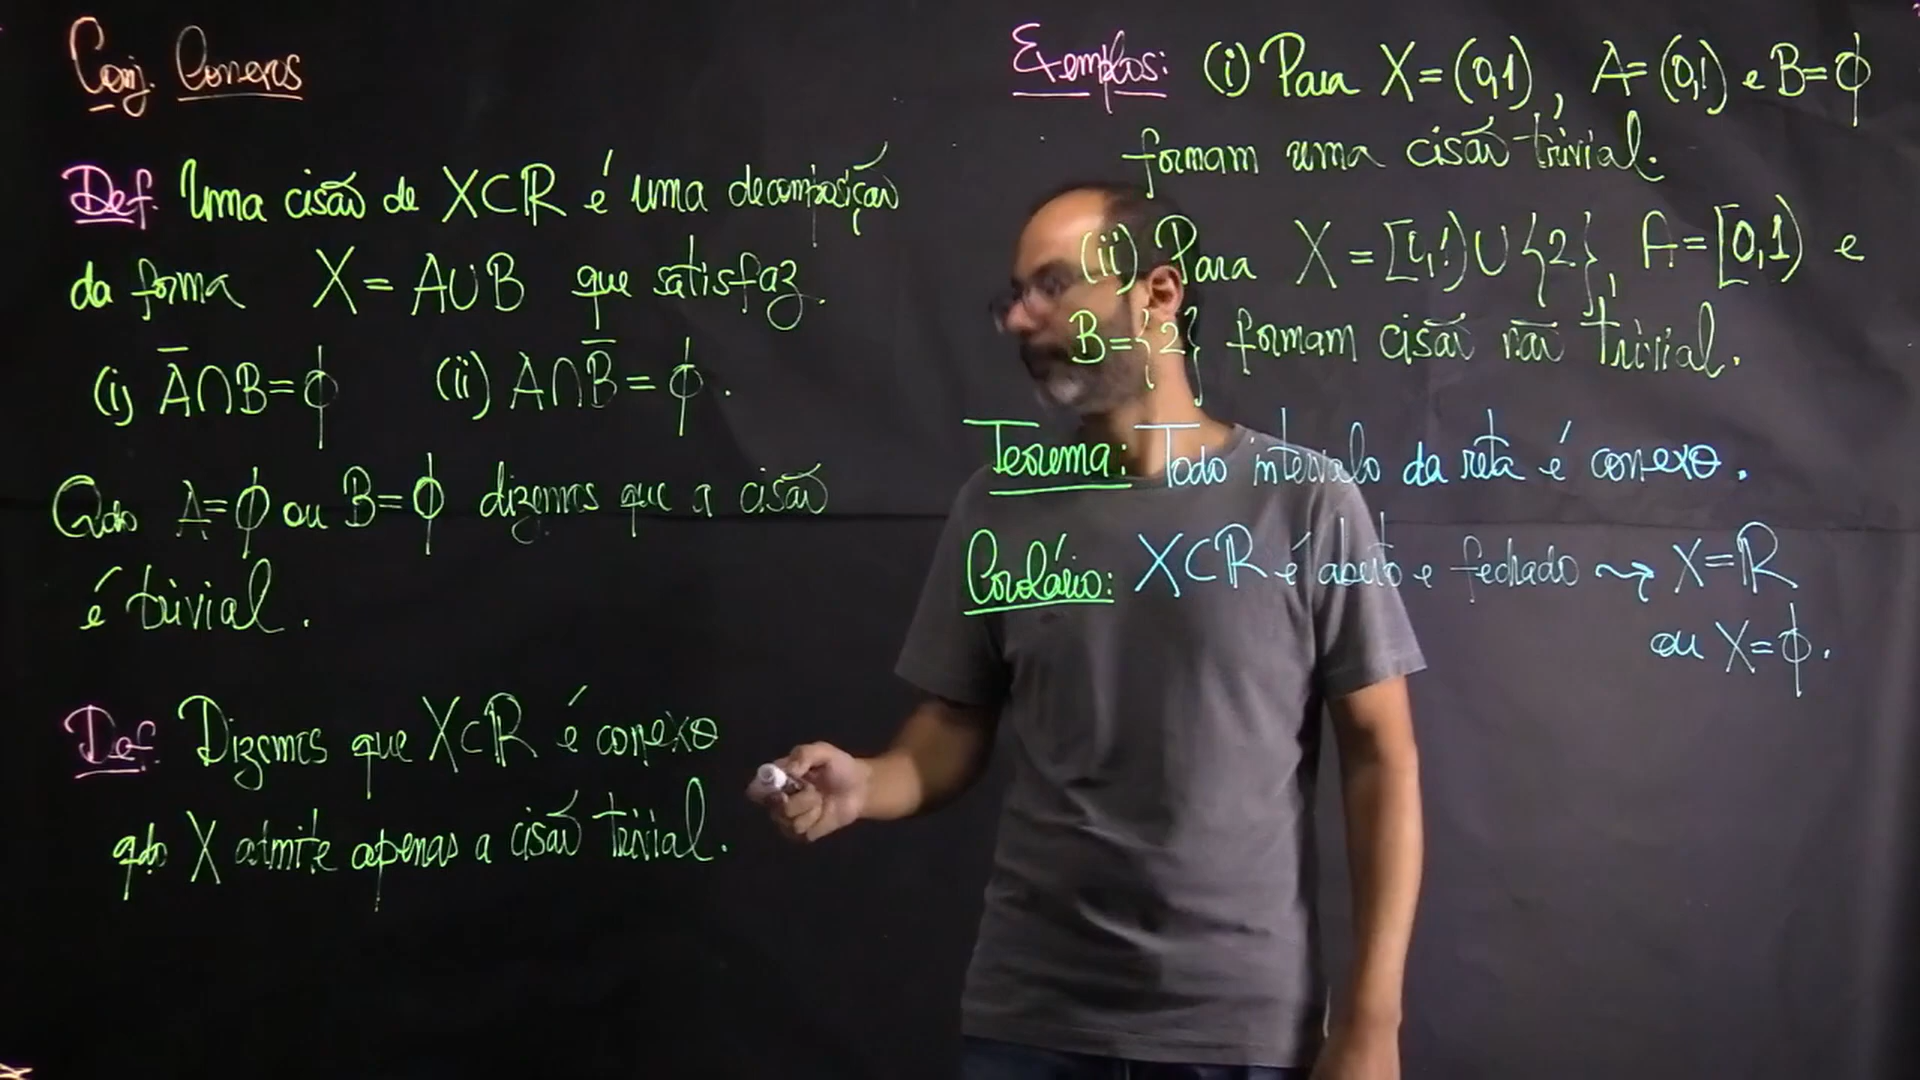 Conj. Conexos
Def. Uma cisão de X⊂ℝ é uma decomposição
da forma X = A∪B que satisfaz.
(i) A̅∩B=ϕ (ii) A∩B̅=ϕ.
Qdo A=ϕ ou B=ϕ dizemos que a cisão
é trivial.
Def. Dizemos que X⊂ℝ é conexo
qdo X admite apenas a cisão trivial.
Exemplos: (i) Para X=(0,1), A=(0,1) e B=ϕ
formam uma cisão trivial.
(ii) Para X=[0,1)∪{2}, A=[0,1) e
B={2} formam cisão não trivial.
Teorema: Todo intervalo da reta é conexo.
Corolário: X⊂ℝ é aberto e fechado ⇝ X=ℝ
ou X=ϕ.